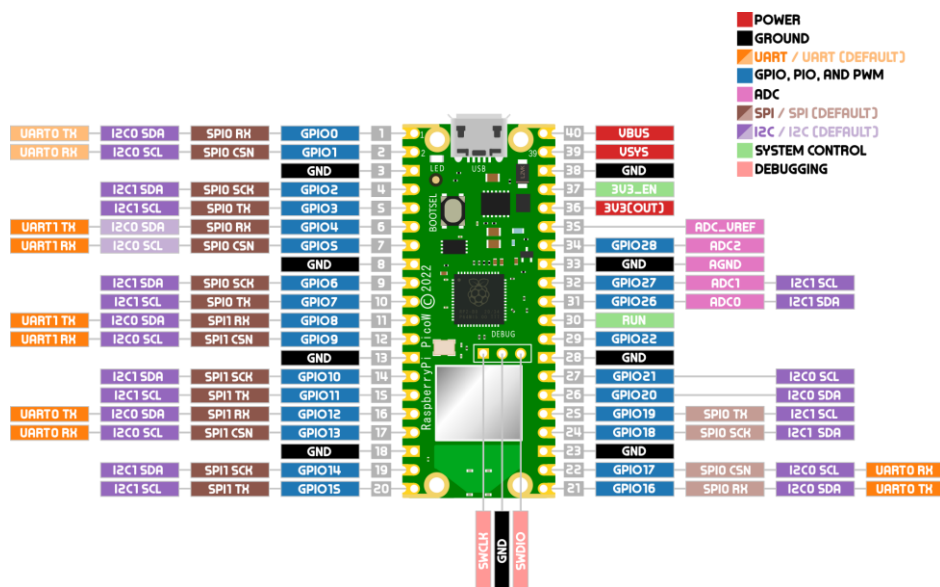 POWER
GROUND
UART / UART (DEFAULT)
GPIO, PIO, AND PWM
ADC
SPI / SPI (DEFAULT)
I2C / I2C (DEFAULT)
SYSTEM CONTROL
DEBUGGING
UART0 TX I2C0 SDA SPI0 RX GPIO0 1 1 40 VBUS
UART0 RX I2C0 SCL SPI0 CSN GPIO1 2 2 39 39 VSYS
GND 3 LED USB 38 GND
I2C1 SDA SPI0 SCK GPIO2 4 37 3V3_EN
I2C1 SCL SPI0 TX GPIO3 5 36 3V3(OUT)
UART1 TX I2C0 SDA SPI0 RX GPIO4 6 35 ADC_VREF
UART1 RX I2C0 SCL SPI0 CSN GPIO5 7 34 GPIO28 ADC2
GND 8 33 GND AGND
I2C1 SDA SPI0 SCK GPIO6 9 32 GPIO27 ADC1 I2C1 SCL
I2C1 SCL SPI0 TX GPIO7 10 31 GPIO26 ADC0 I2C1 SDA
UART1 TX I2C0 SDA SPI1 RX GPIO8 11 30 RUN
UART1 RX I2C0 SCL SPI1 CSN GPIO9 12 DEBUG 29 GPIO22
GND 13 28 GND
I2C1 SDA SPI1 SCK GPIO10 14 27 GPIO21 I2C0 SCL
I2C1 SCL SPI1 TX GPIO11 15 26 GPIO20 I2C0 SDA
UART0 TX I2C0 SDA SPI1 RX GPIO12 16 25 GPIO19 SPI0 TX I2C1 SCL
UART0 RX I2C0 SCL SPI1 CSN GPIO13 17 24 GPIO18 SPI0 SCK I2C1 SDA
GND 18 23 GND
I2C1 SDA SPI1 SCK GPIO14 19 22 GPIO17 SPI0 CSN I2C0 SCL UART0 RX
I2C1 SCL SPI1 TX GPIO15 20 21 GPIO16 SPI0 RX I2C0 SDA UART0 TX
BOOTSEL
RaspberryPi PicoW © 2022
SWCLK
GND
SWDIO